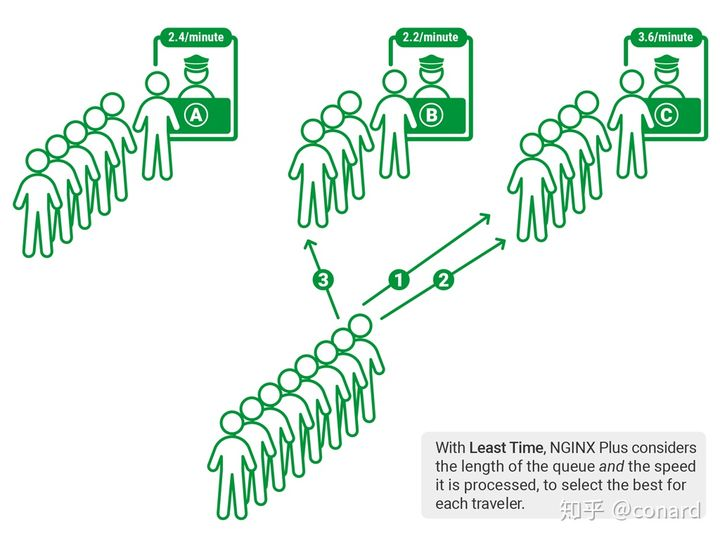 2.4/minute
2.2/minute
3.6/minute
A
B
C
3
1
2
With Least Time, NGINX Plus considers
the length of the queue and the speed
it is processed, to select the best for
each traveler.
知乎 @conard